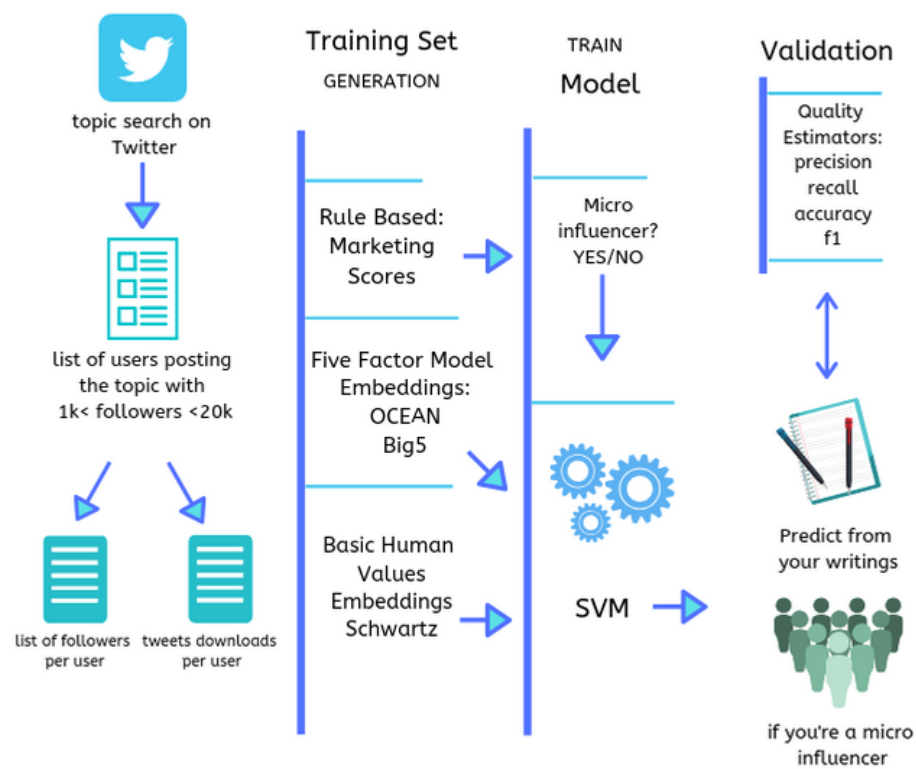 topic search on
Twitter
list of users posting
the topic with
1k< followers <20k
list of followers
per user
tweets downloads
per user
Training Set
GENERATION
Rule Based:
Marketing
Scores
Five Factor Model
Embeddings:
OCEAN
Big5
Basic Human
Values
Embeddings
Schwartz
TRAIN
Model
Micro
influencer?
YES/NO
SVM
Validation
Quality
Estimators:
precision
recall
accuracy
f1
Predict from
your writings
if you're a micro
influencer